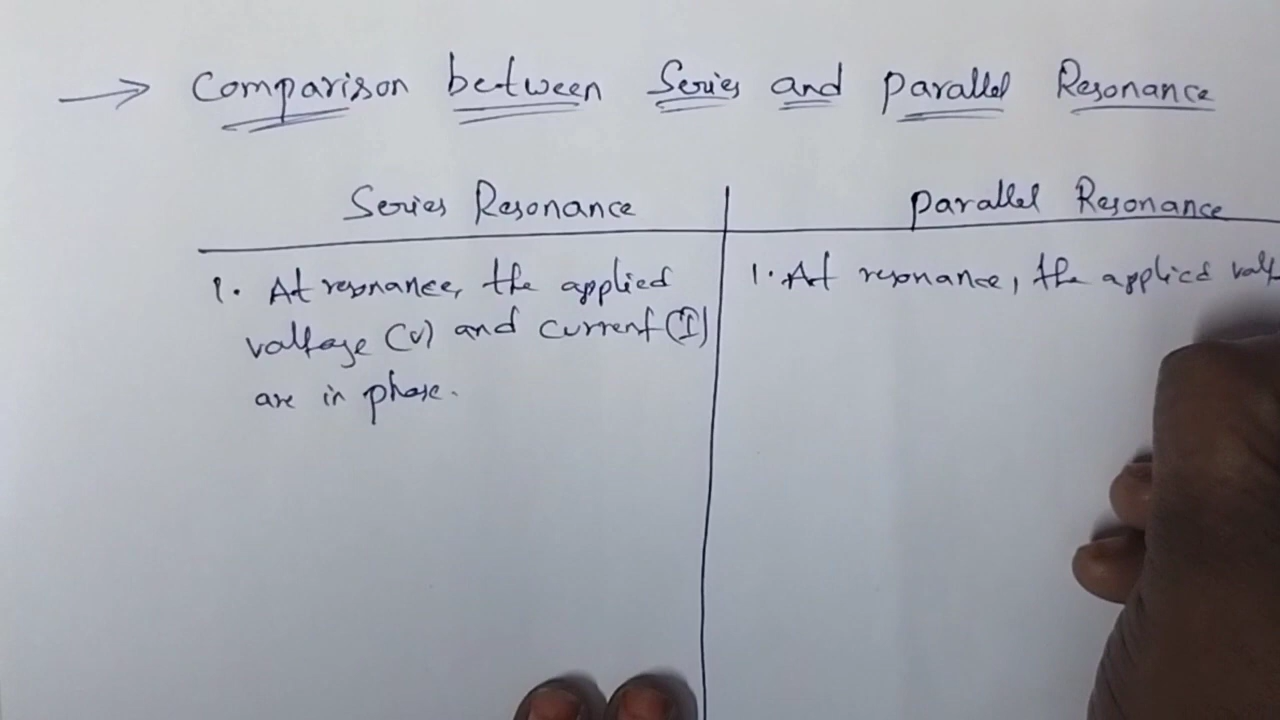 Comparison between Series and parallel Resonance
Series Resonance
parallel Resonance
1. At resonance, the applied
voltage (v) and current (I)
are in phase.
1. At resonance, the applied